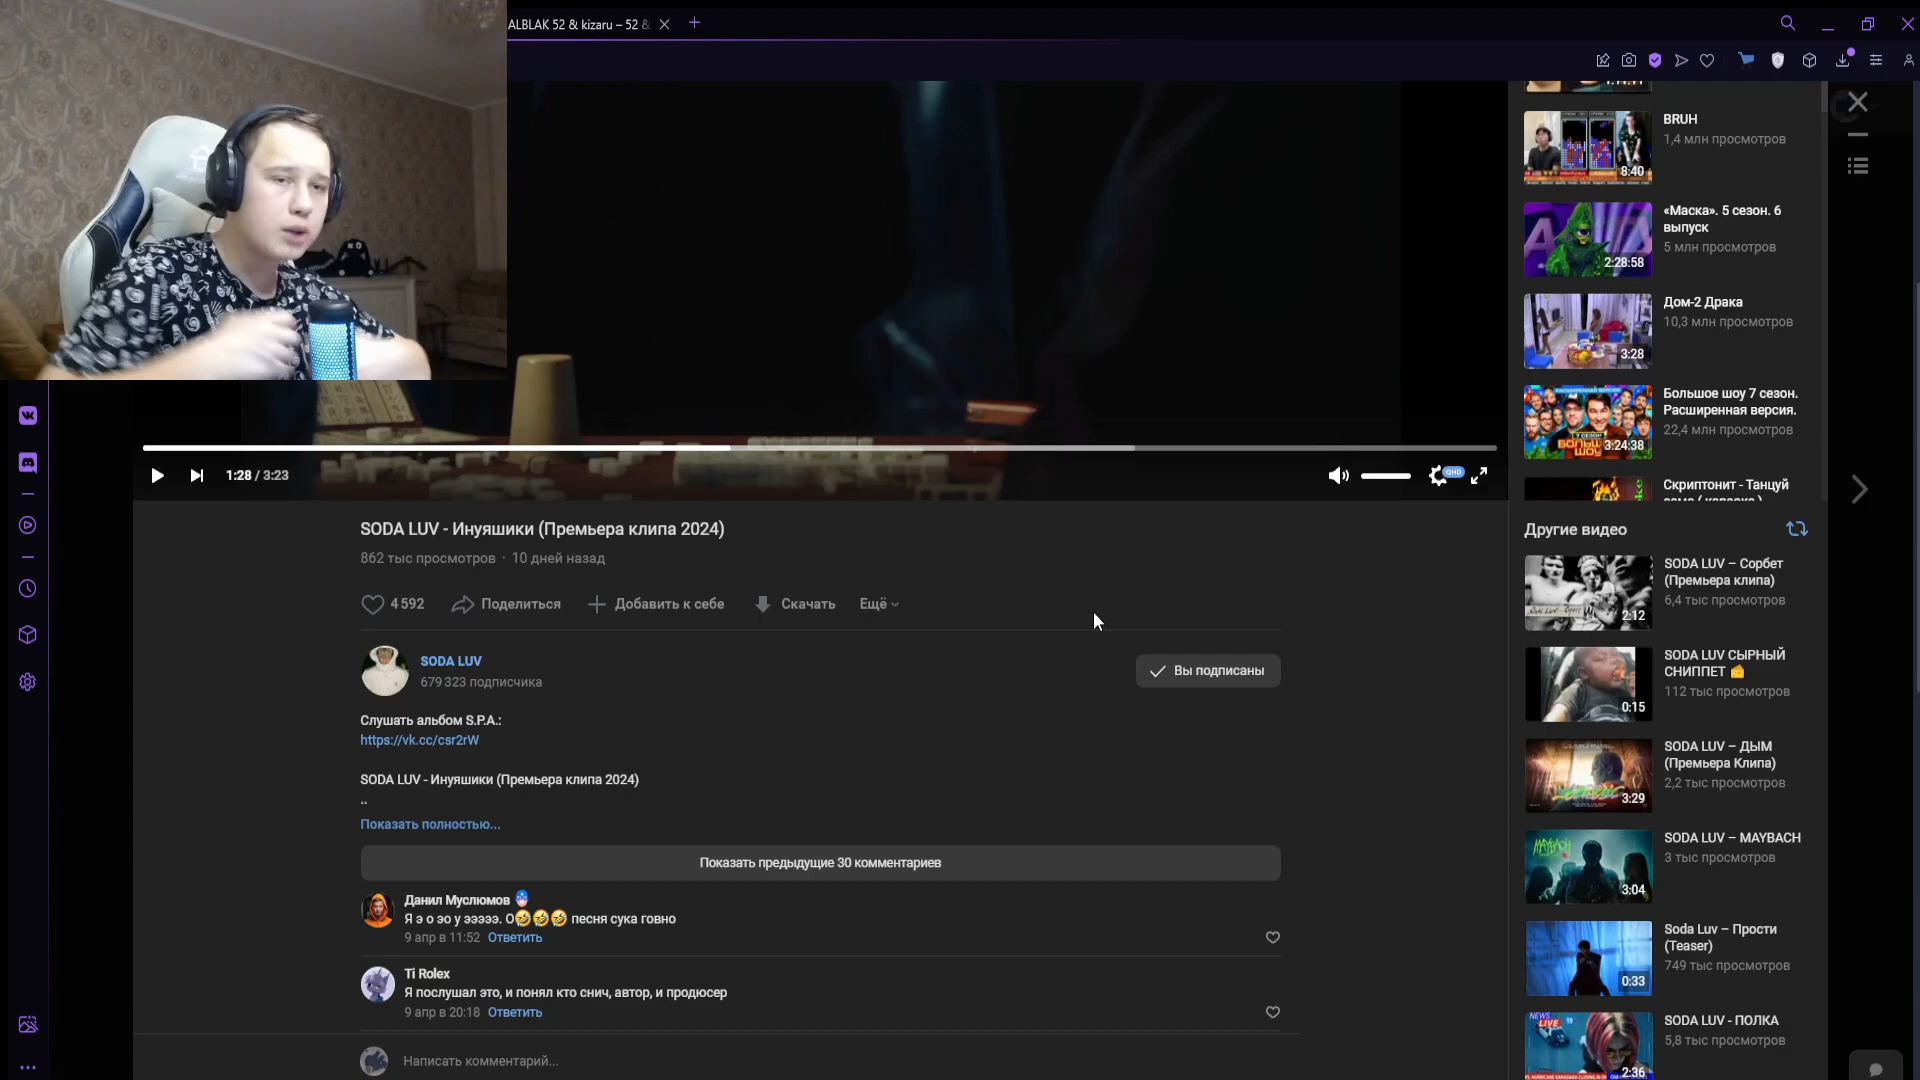 ALBLAK 52 & kizaru – 52 &
BRUH
1,4 млн просмотров
8:40
«Маска». 5 сезон. 6
выпуск
5 млн просмотров
2:28:58
Дом-2 Драка
10,3 млн просмотров
3:28
Большое шоу 7 сезон.
Расширенная версия.
22,4 млн просмотров
3:24:38
Скриптонит - Танцуй
1:28 / 3:23
QHD
SODA LUV - Инуяшики (Премьера клипа 2024)
862 тыс просмотров · 10 дней назад
4 592
Поделиться
Добавить к себе
Скачать
Ещё
SODA LUV
679 323 подписчика
Вы подписаны
Слушать альбом S.P.A.:
https://vk.cc/csr2rW
SODA LUV - Инуяшики (Премьера клипа 2024)
..
Показать полностью...
Показать предыдущие 30 комментариев
Данил Муслюмов
Я э о эо у эээээ. О🤣🤣🤣 песня сука говно
9 апр в 11:52 Ответить
Ti Rolex
Я послушал это, и понял кто снич, автор, и продюсер
9 апр в 20:18 Ответить
Написать комментарий...
Другие видео
SODA LUV – Сорбет
(Премьера клипа)
6,4 тыс просмотров
2:12
SODA LUV СЫРНЫЙ
СНИППЕТ 🧀
112 тыс просмотров
0:15
SODA LUV – ДЫМ
(Премьера Клипа)
2,2 тыс просмотров
3:29
SODA LUV – MAYBACH
3 тыс просмотров
MAYBACH
3:04
Soda Luv – Прости
(Teaser)
749 тыс просмотров
0:33
SODA LUV - ПОЛКА
5,8 тыс просмотров
NEWS
LIVE
2:36